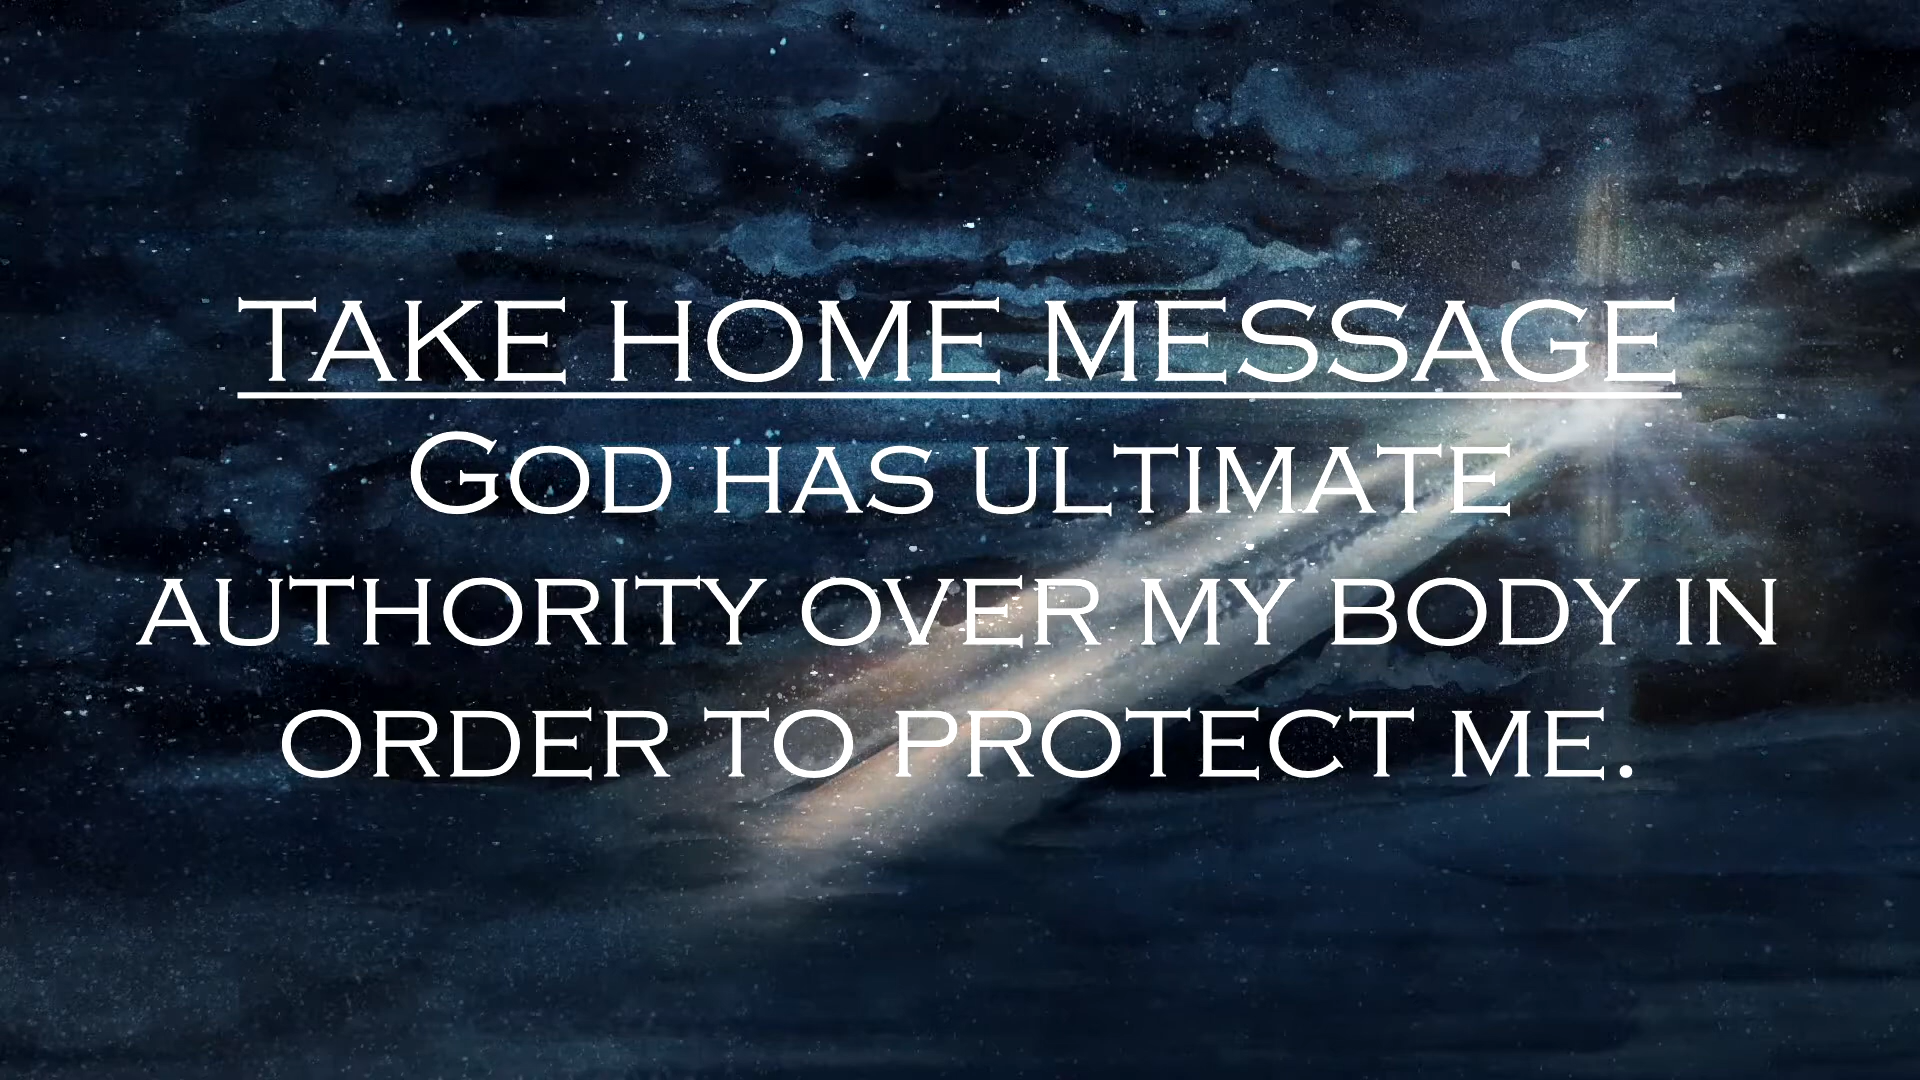 TAKE HOME MESSAGE
GOD HAS ULTIMATE
AUTHORITY OVER MY BODY IN
ORDER TO PROTECT ME.